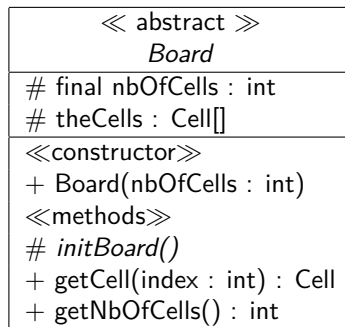 ≪ abstract ≫
Board
# final nbOfCells : int
# theCells : Cell[]
≪constructor≫
+ Board(nbOfCells : int)
≪methods≫
# initBoard()
+ getCell(index : int) : Cell
+ getNbOfCells() : int